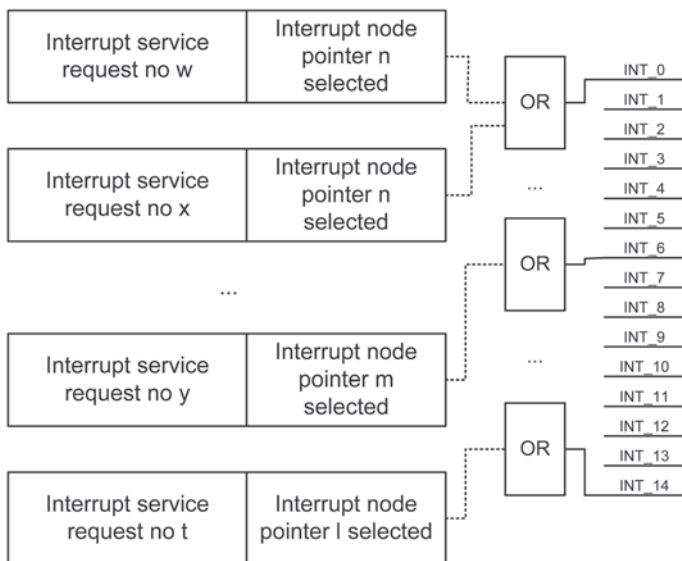 Interrupt service
request no w
Interrupt node
pointer n
selected
Interrupt service
request no x
Interrupt node
pointer n
selected
...
Interrupt service
request no y
Interrupt node
pointer m
selected
Interrupt service
request no t
Interrupt node
pointer l selected
OR
...
OR
...
OR
INT_0
INT_1
INT_2
INT_3
INT_4
INT_5
INT_6
INT_7
INT_8
INT_9
INT_10
INT_11
INT_12
INT_13
INT_14